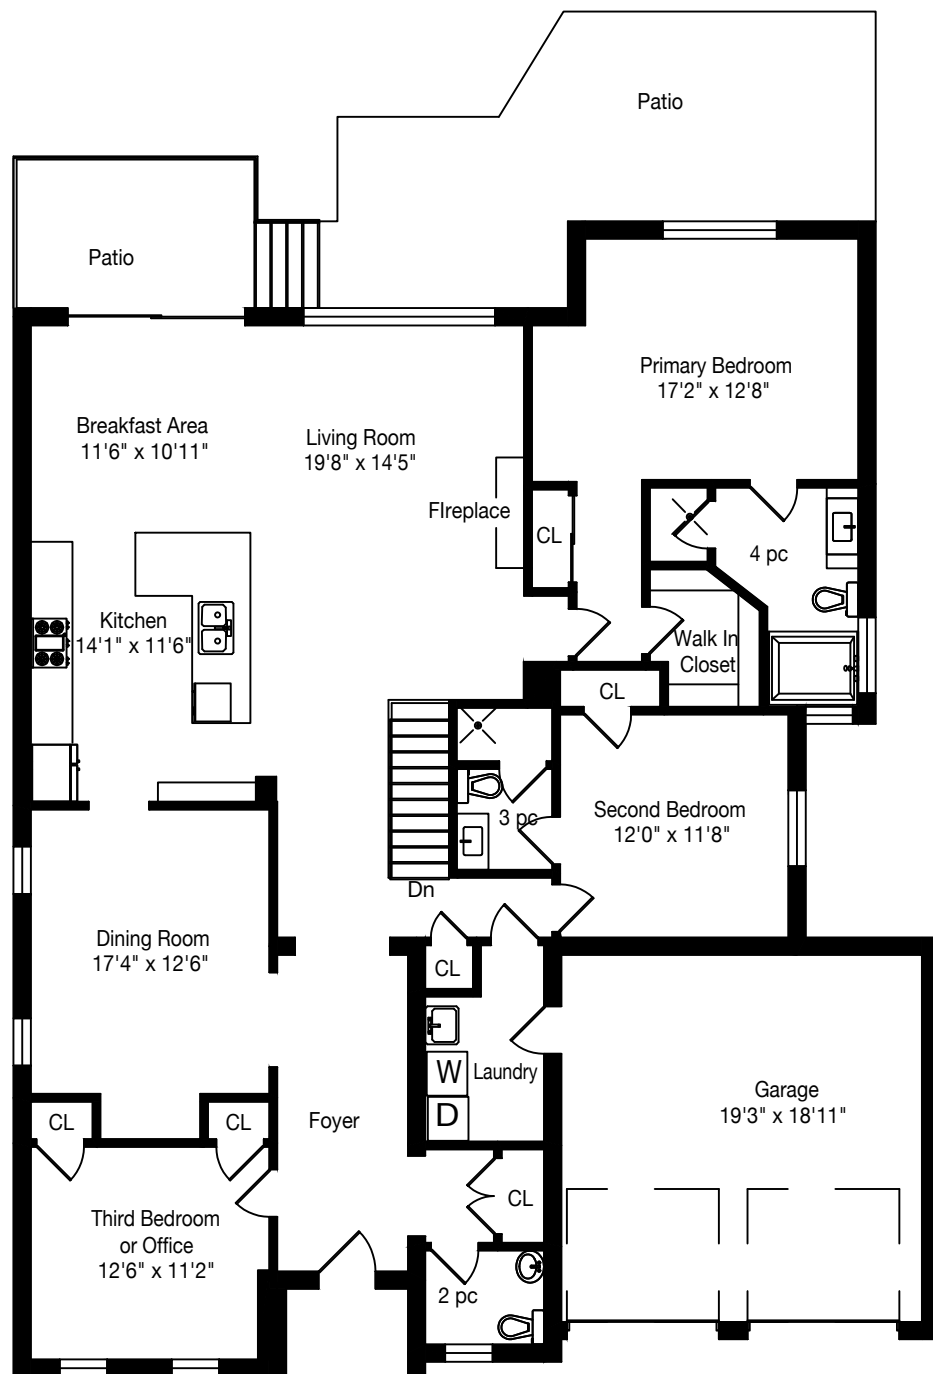 Patio
Patio
Primary Bedroom
17'2" x 12'8"
Breakfast Area
11'6" x 10'11"
Living Room
19'8" x 14'5"
FIreplace
CL
4 pc
Kitchen
14'1" x 11'6"
Walk In
Closet
CL
3 pc
Second Bedroom
12'0" x 11'8"
Dn
Dining Room
17'4" x 12'6"
CL
W
Laundry
D
Garage
19'3" x 18'11"
CL
CL
Foyer
CL
Third Bedroom
or Office
12'6" x 11'2"
2 pc